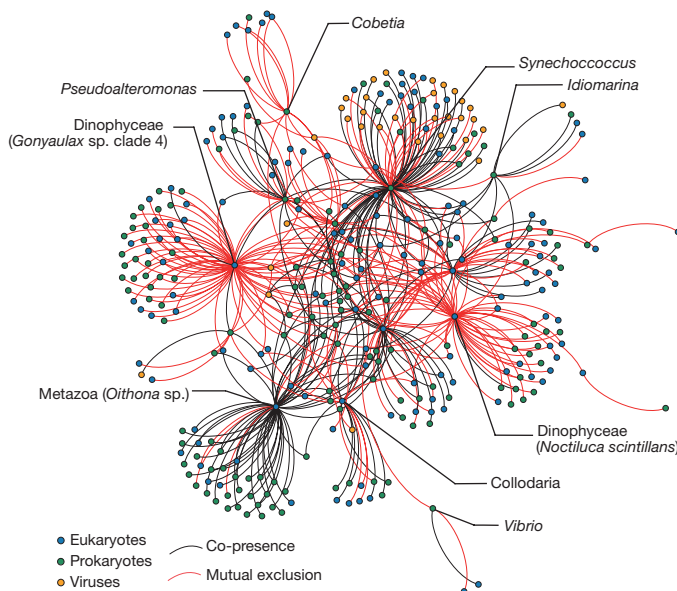 Cobetia
Synechoccoccus
Pseudoalteromonas
Idiomarina
Dinophyceae
(Gonyaulax sp. clade 4)
Metazoa (Oithona sp.)
Dinophyceae
(Noctiluca scintillans)
Collodaria
Vibrio
Eukaryotes
Prokaryotes
Viruses
Co-presence
Mutual exclusion